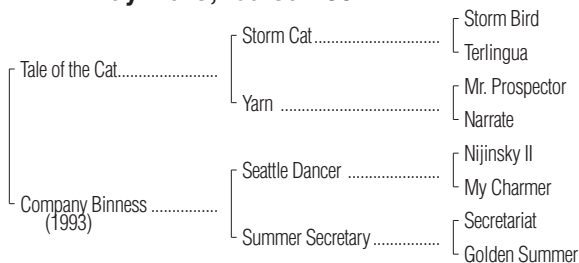 Storm Bird
Storm Cat
Terlingua
Tale of the Cat
Mr. Prospector
Yarn
Narrate
Nijinsky II
Seattle Dancer
My Charmer
Company Binness
(1993)
Secretariat
Summer Secretary
Golden Summer